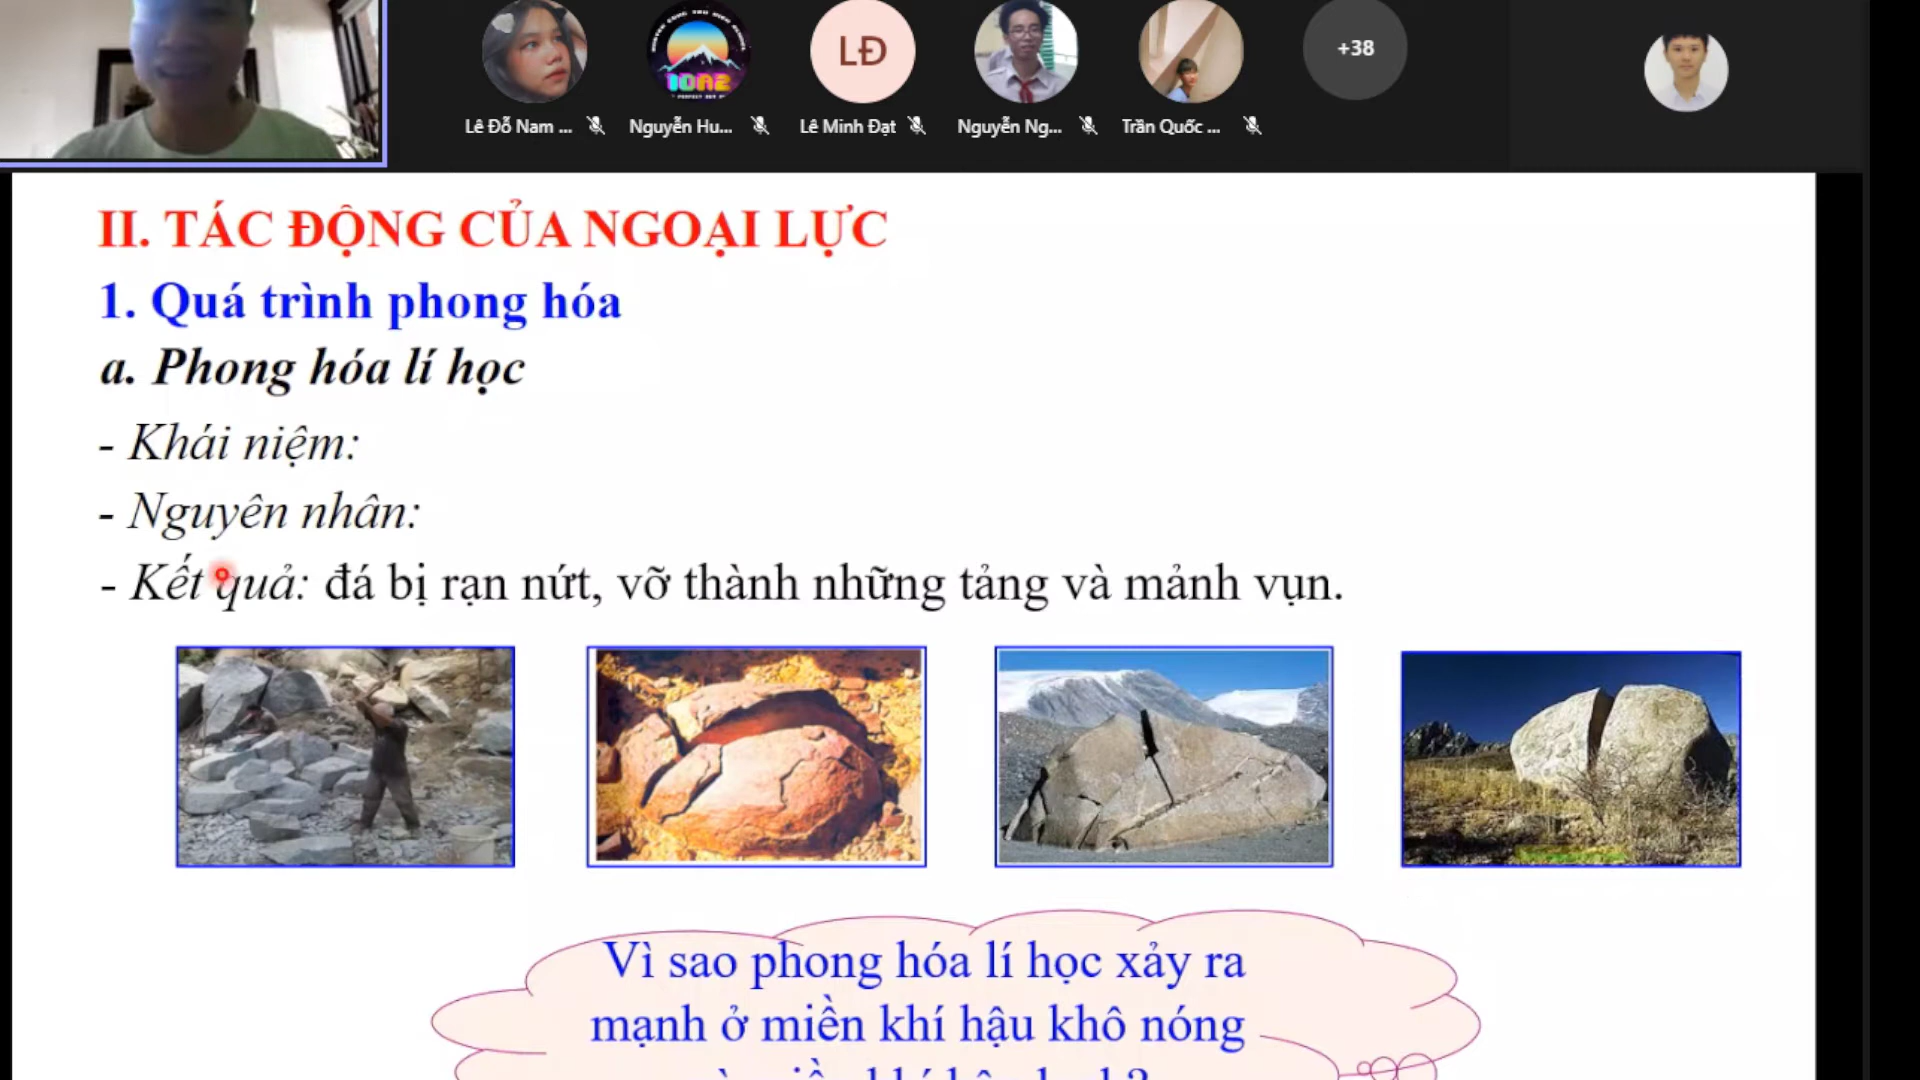 +38
LĐ
10A2
Lê Đỗ Nam ...
Nguyễn Hu...
Lê Minh Đạt
Nguyễn Ng...
Trần Quốc ...
II. TÁC ĐỘNG CỦA NGOẠI LỰC
1. Quá trình phong hóa
a. Phong hóa lí học
- Khái niệm:
- Nguyên nhân:
- Kết quả: đá bị rạn nứt, vỡ thành những tảng và mảnh vụn.
Vì sao phong hóa lí học xảy ra
mạnh ở miền khí hậu khô nóng